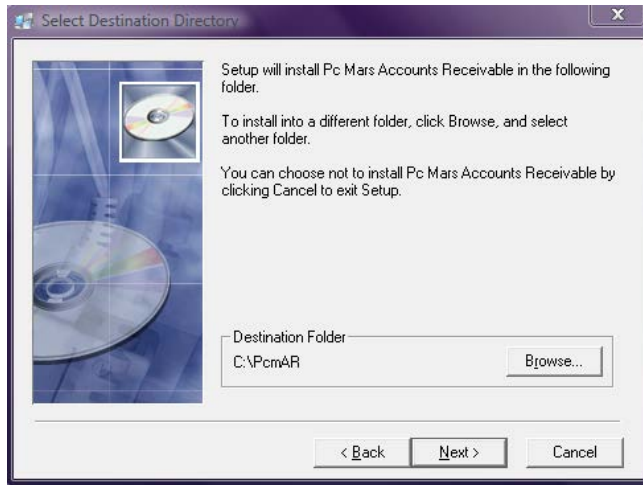 Select Destination Directory
X
Setup will install Pc Mars Accounts Receivable in the following
folder.
To install into a different folder, click Browse, and select
another folder.
You can choose not to install Pc Mars Accounts Receivable by
clicking Cancel to exit Setup.
Destination Folder
C:\PcmAR
Browse...
< Back
Next >
Cancel